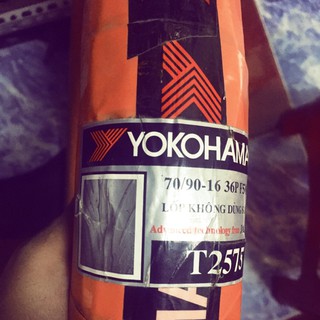 YOKOHAMA
70/90-16 36P
LỐP KHÔNG DÙNG
Advanced technology from
T2575